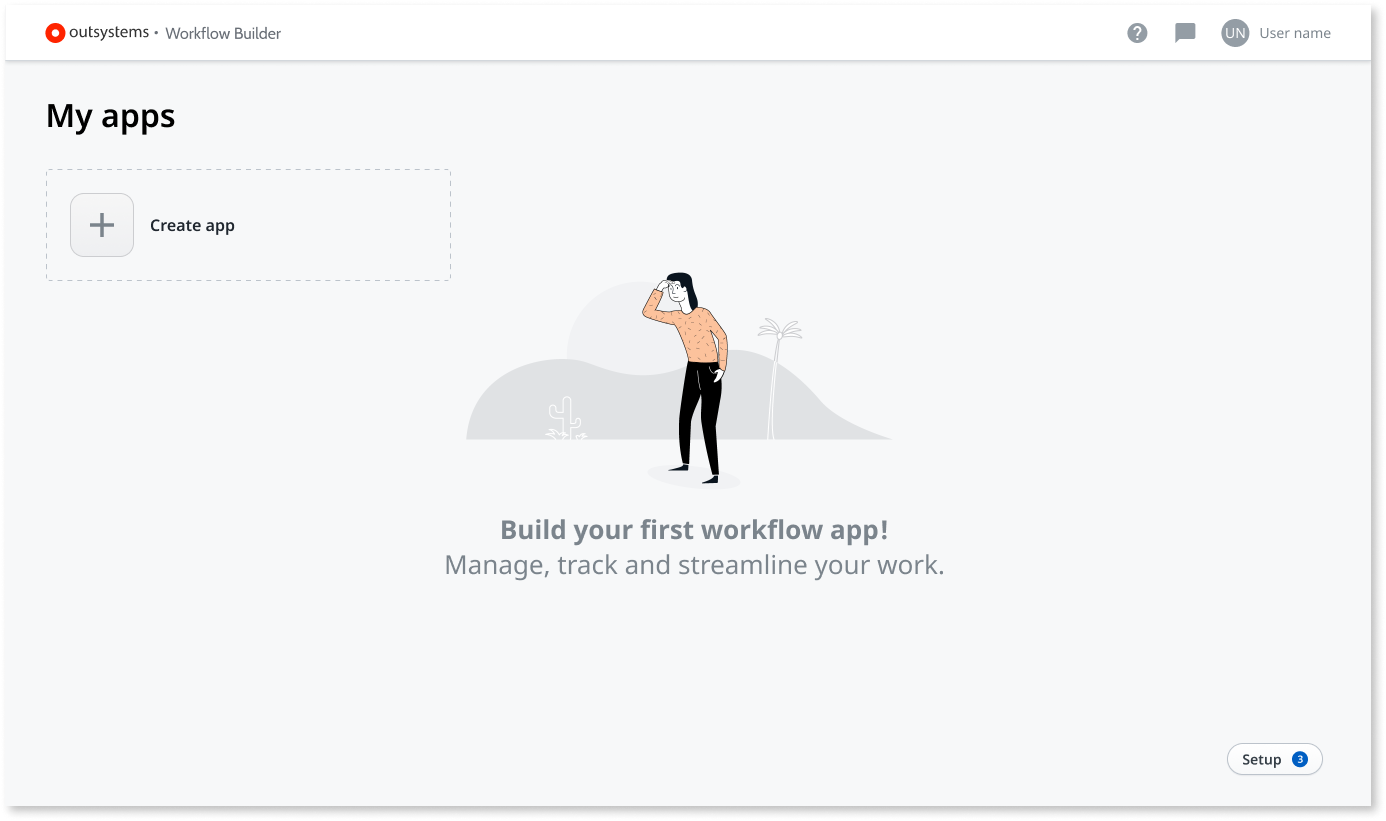 outsystems • Workflow Builder
UN User name
My apps
Create app
Build your first workflow app!
Manage, track and streamline your work.
Setup 3